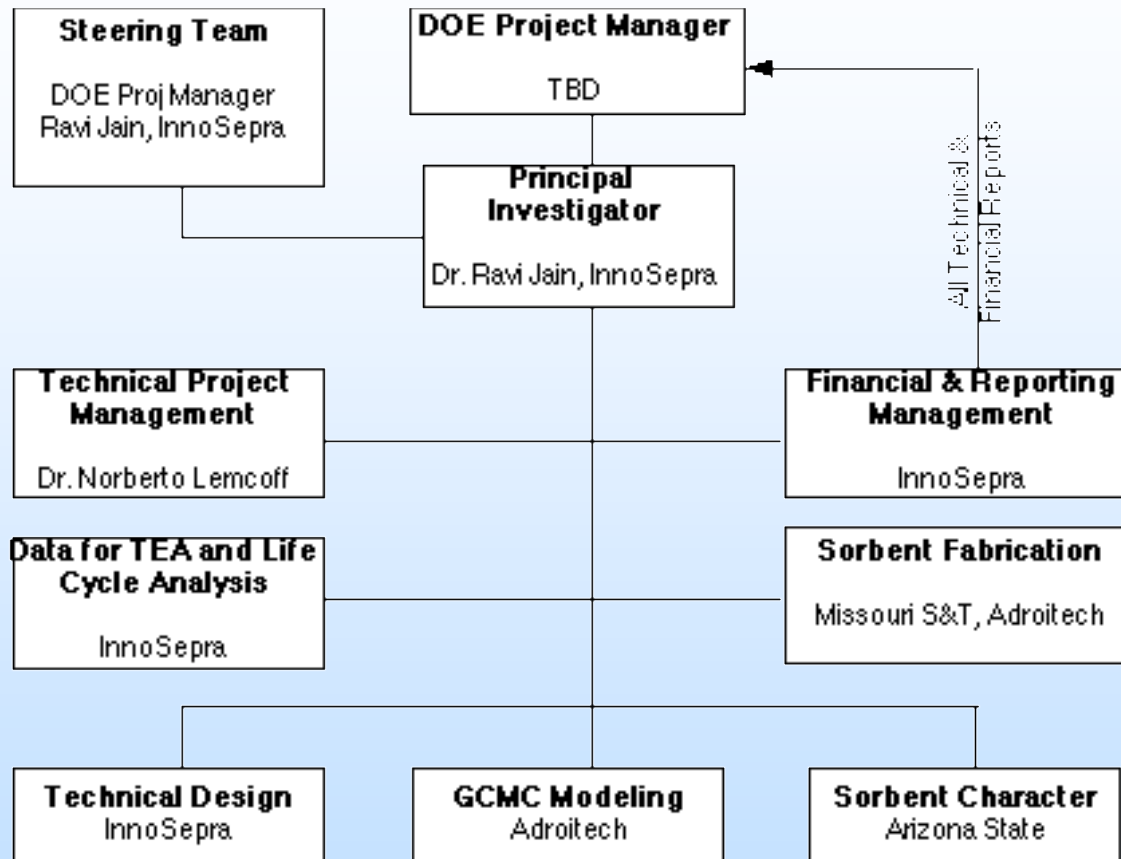 Steering Team
DOE Proj Manager
Ravi Jain, InnoSepra
DOE Project Manager
TBD
Principal
Investigator
Dr. Ravi Jain, InnoSepra
All Technical &
Financial Reports
Technical Project
Management
Dr. Norberto Lemcoff
Financial & Reporting
Management
InnoSepra
Data for TEA and Life
Cycle Analysis
InnoSepra
Sorbent Fabrication
Missouri S&T, Adroitech
Technical Design
InnoSepra
GCMC Modeling
Adroitech
Sorbent Character
Arizona State